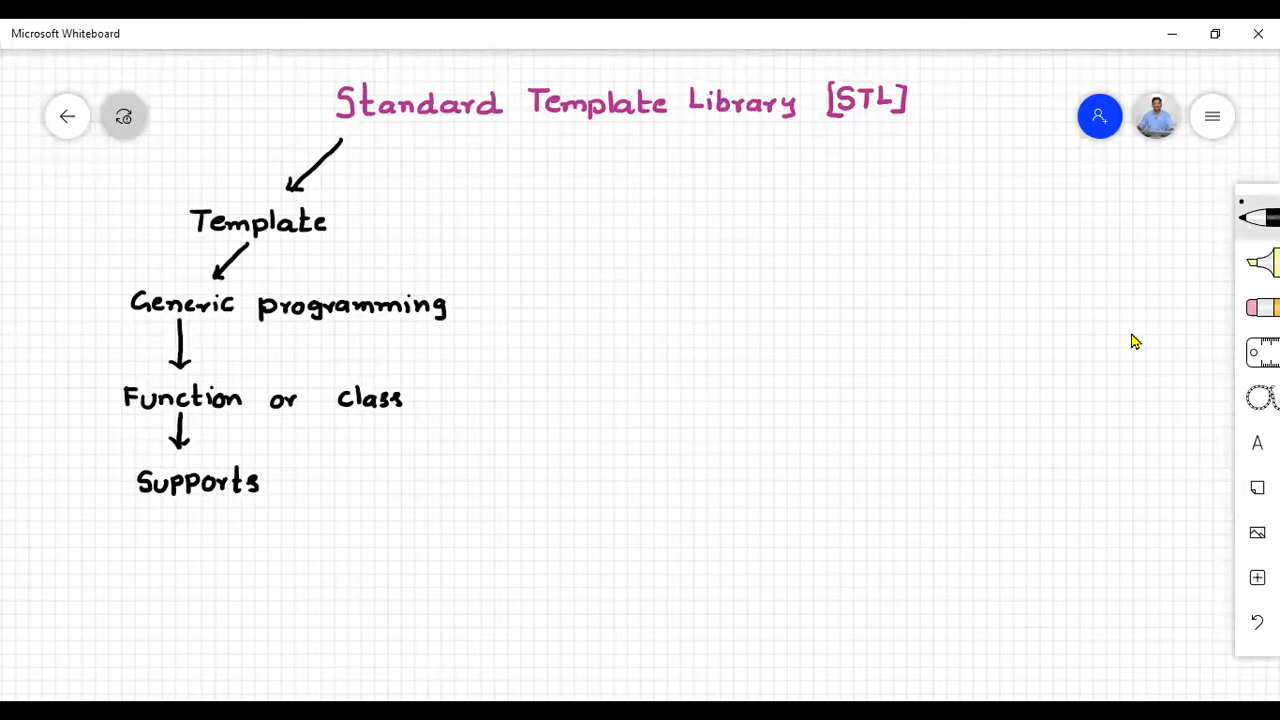 Microsoft Whiteboard
Standard Template Library [STL]
Template
Generic programming
Function or class
Supports
A